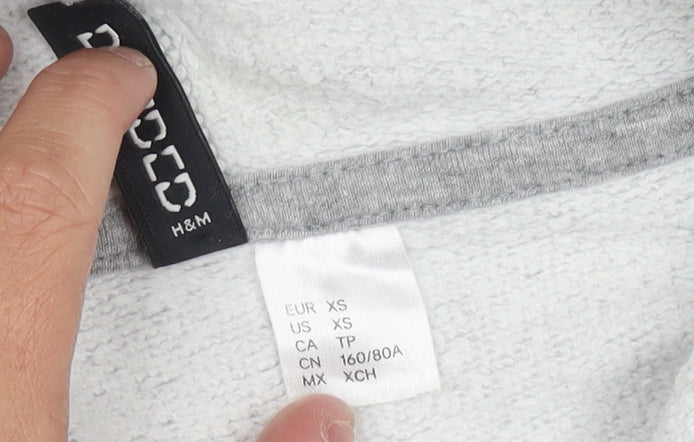 H&M
EUR XS
US XS
CA TP
CN 160/80A
MX XCH